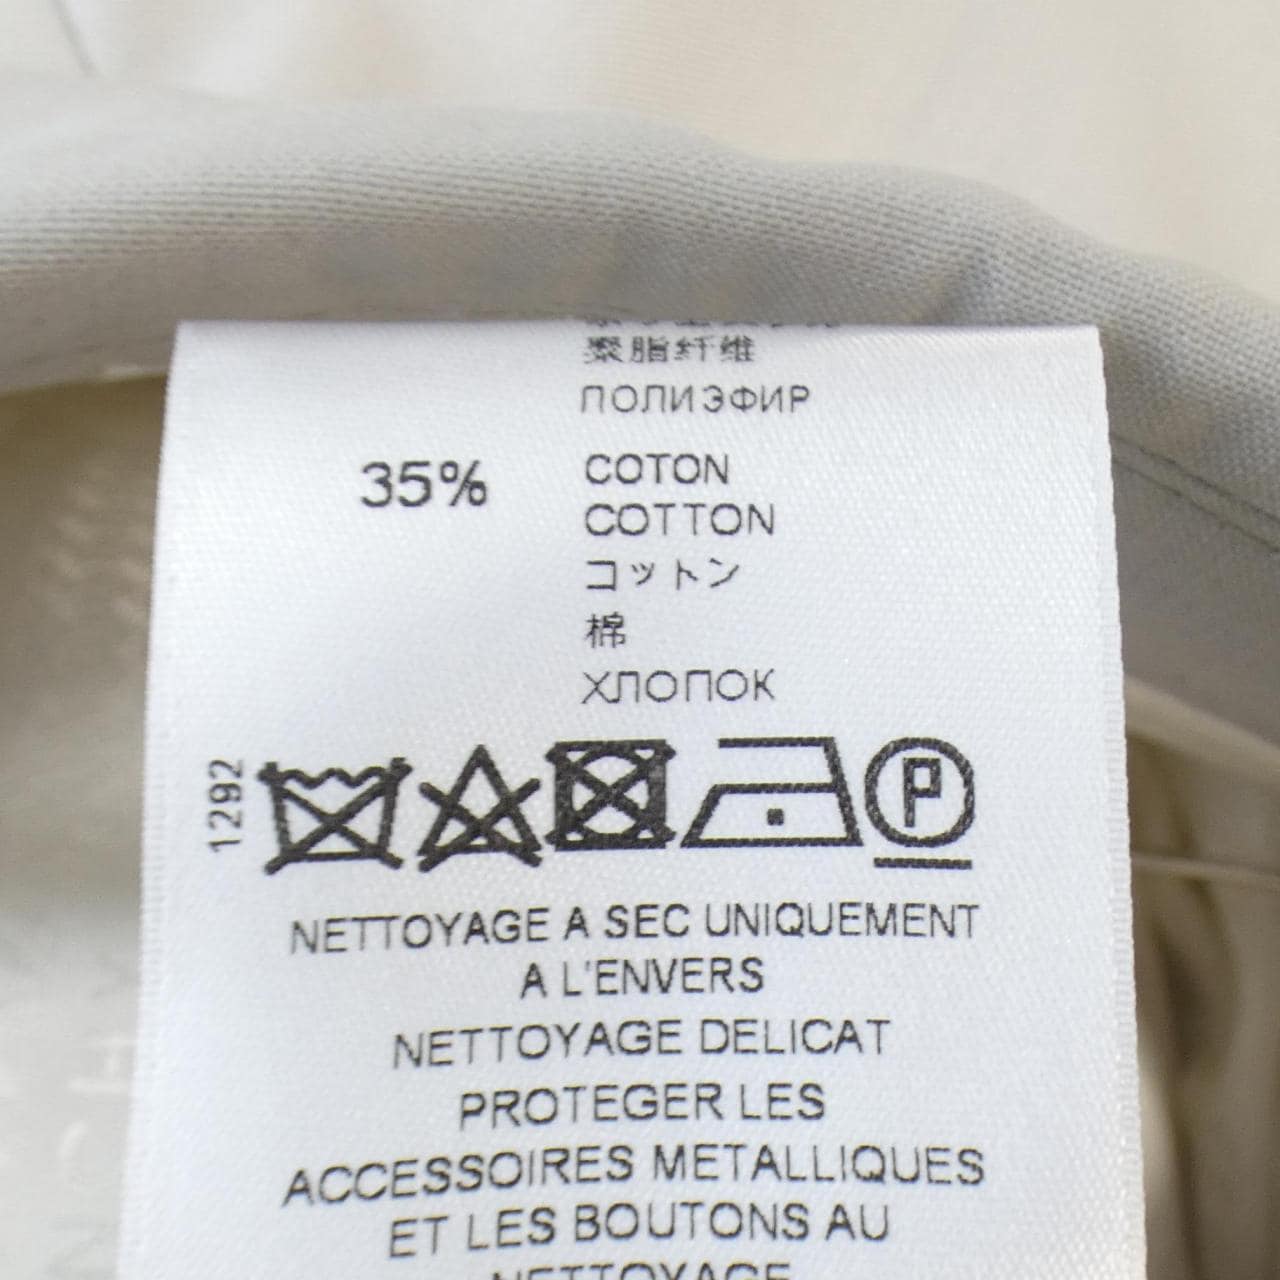 聚脂纤维
ПОЛИЭФИР
35% COTON
COTTON
コットン
棉
ХЛОПОК
1292
P
NETTOYAGE A SEC UNIQUEMENT
A L'ENVERS
NETTOYAGE DELICAT
PROTEGER LES
ACCESSOIRES METALLIQUES
ET LES BOUTONS AU
NETTOYAGE